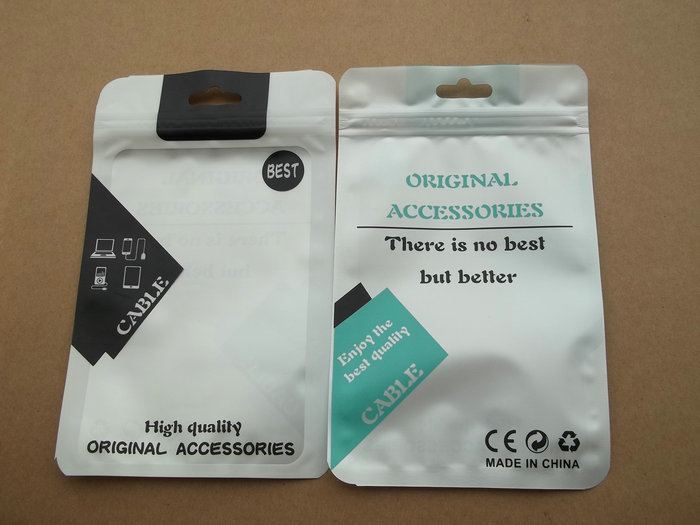 BEST
CABLE
High quality
ORIGINAL ACCESSORIES
ORIGINAL
ACCESSORIES
There is no best
but better
Enjoy the
best quality
CABLE
CE
MADE IN CHINA